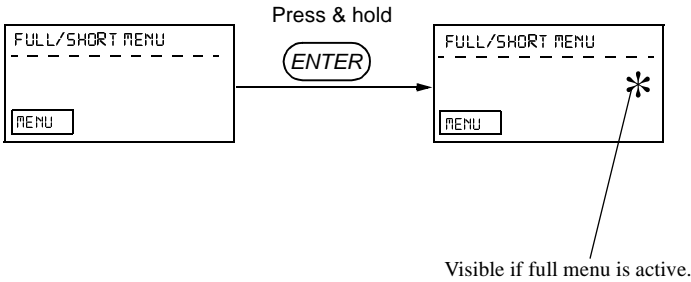 Press & hold
FULL/SHORT MENU
ENTER
FULL/SHORT MENU
*
MENU
MENU
Visible if full menu is active.